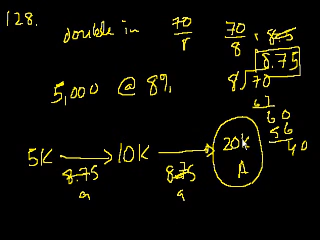 128.
double in 70/r 70/8 . 8.75
8.75
5,000 @ 8%
8)70
64
60
56
40
5K → 10K → 20K
8.75 8.75 A
a a